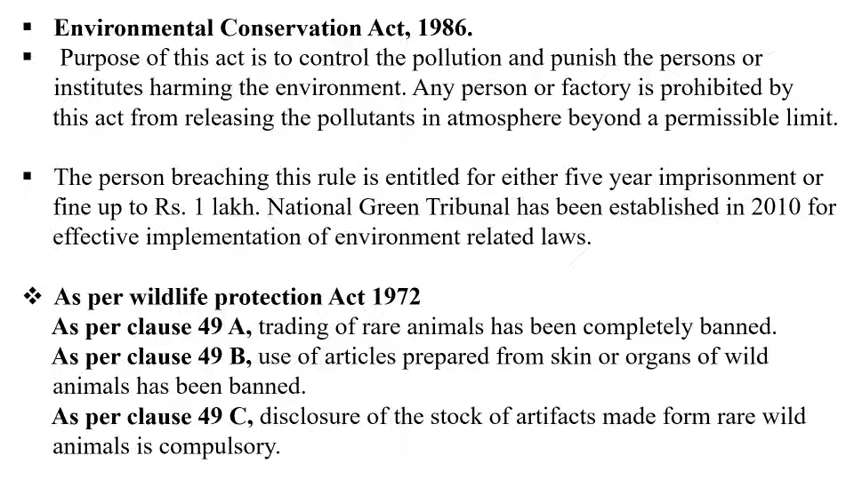 ▪ Environmental Conservation Act, 1986.
▪ Purpose of this act is to control the pollution and punish the persons or
institutes harming the environment. Any person or factory is prohibited by
this act from releasing the pollutants in atmosphere beyond a permissible limit.
▪ The person breaching this rule is entitled for either five year imprisonment or
fine up to Rs. 1 lakh. National Green Tribunal has been established in 2010 for
effective implementation of environment related laws.
❖ As per wildlife protection Act 1972
As per clause 49 A, trading of rare animals has been completely banned.
As per clause 49 B, use of articles prepared from skin or organs of wild
animals has been banned.
As per clause 49 C, disclosure of the stock of artifacts made form rare wild
animals is compulsory.